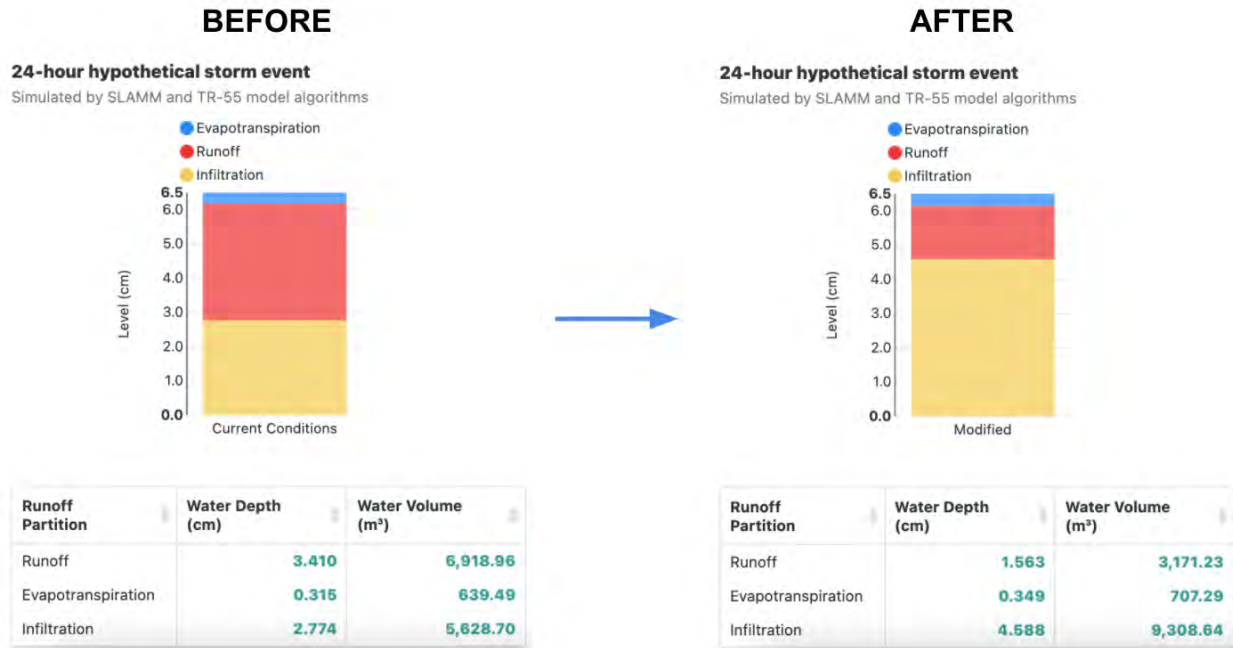 BEFORE
24-hour hypothetical storm event
Simulated by SLAMM and TR-55 model algorithms
Evapotranspiration
Runoff
Infiltration
6.5
6.0
5.0
4.0
3.0
2.0
1.0
0.0
Level (cm)
Current Conditions
Runoff Partition Water Depth (cm) Water Volume (m³)
Runoff 3.410 6,918.96
Evapotranspiration 0.315 639.49
Infiltration 2.774 5,628.70
AFTER
24-hour hypothetical storm event
Simulated by SLAMM and TR-55 model algorithms
Evapotranspiration
Runoff
Infiltration
6.5
6.0
5.0
4.0
3.0
2.0
1.0
0.0
Level (cm)
Modified
Runoff Partition Water Depth (cm) Water Volume (m³)
Runoff 1.563 3,171.23
Evapotranspiration 0.349 707.29
Infiltration 4.588 9,308.64